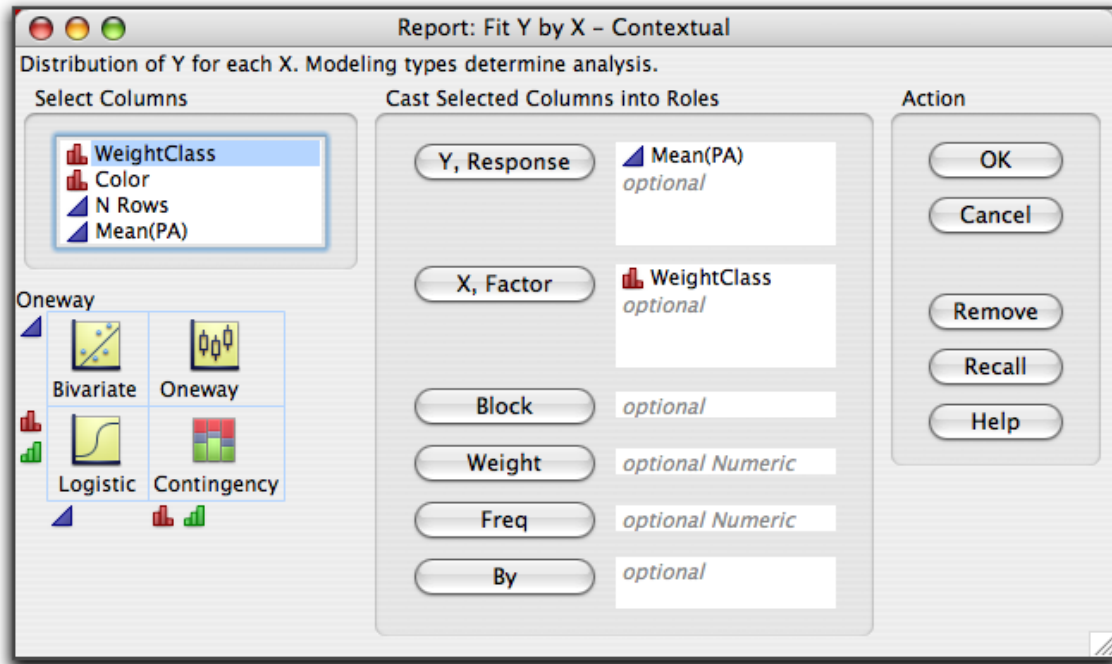 Report: Fit Y by X – Contextual
Distribution of Y for each X. Modeling types determine analysis.
Select Columns
WeightClass
Color
N Rows
Mean(PA)
Oneway
Bivariate
Oneway
Logistic
Contingency
Cast Selected Columns into Roles
Y, Response
Mean(PA)
optional
X, Factor
WeightClass
optional
Block
optional
Weight
optional Numeric
Freq
optional Numeric
By
optional
Action
OK
Cancel
Remove
Recall
Help